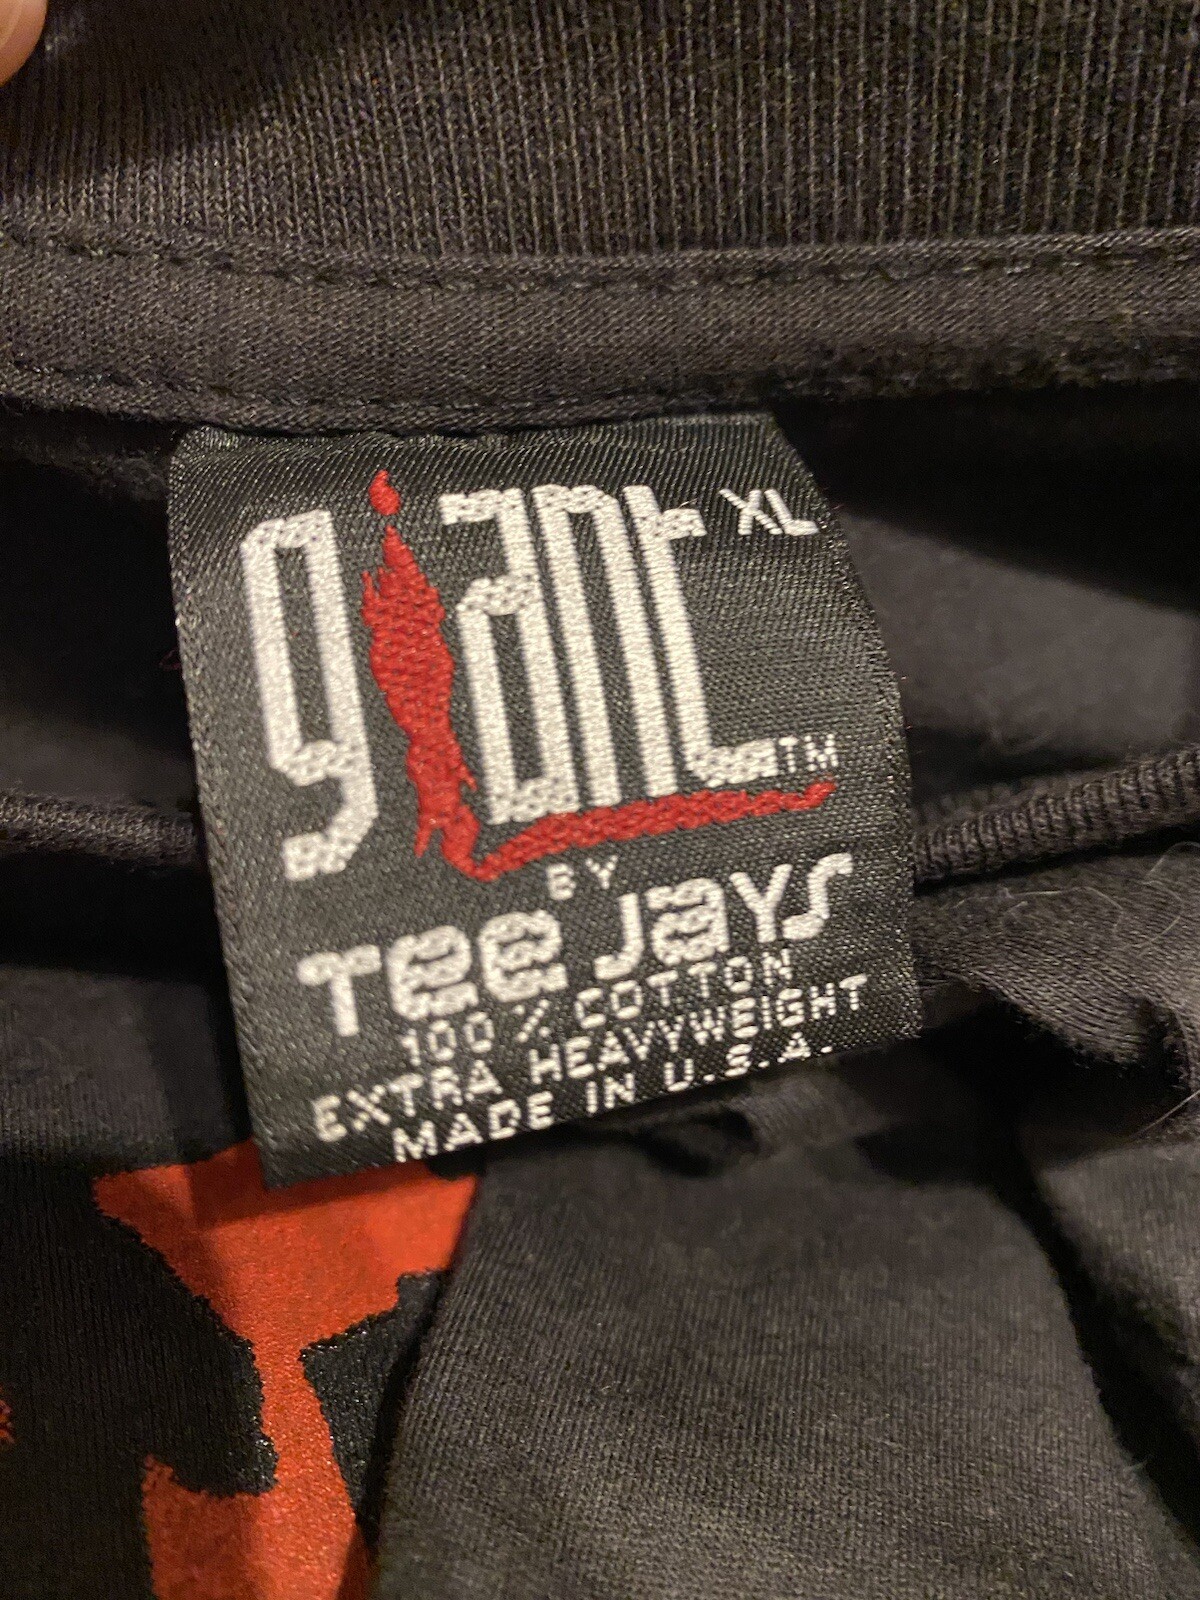 giant XL
TM
BY
Tee Jays
100 % COTTON
EXTRA HEAVYWEIGHT
MADE IN U.S.A.